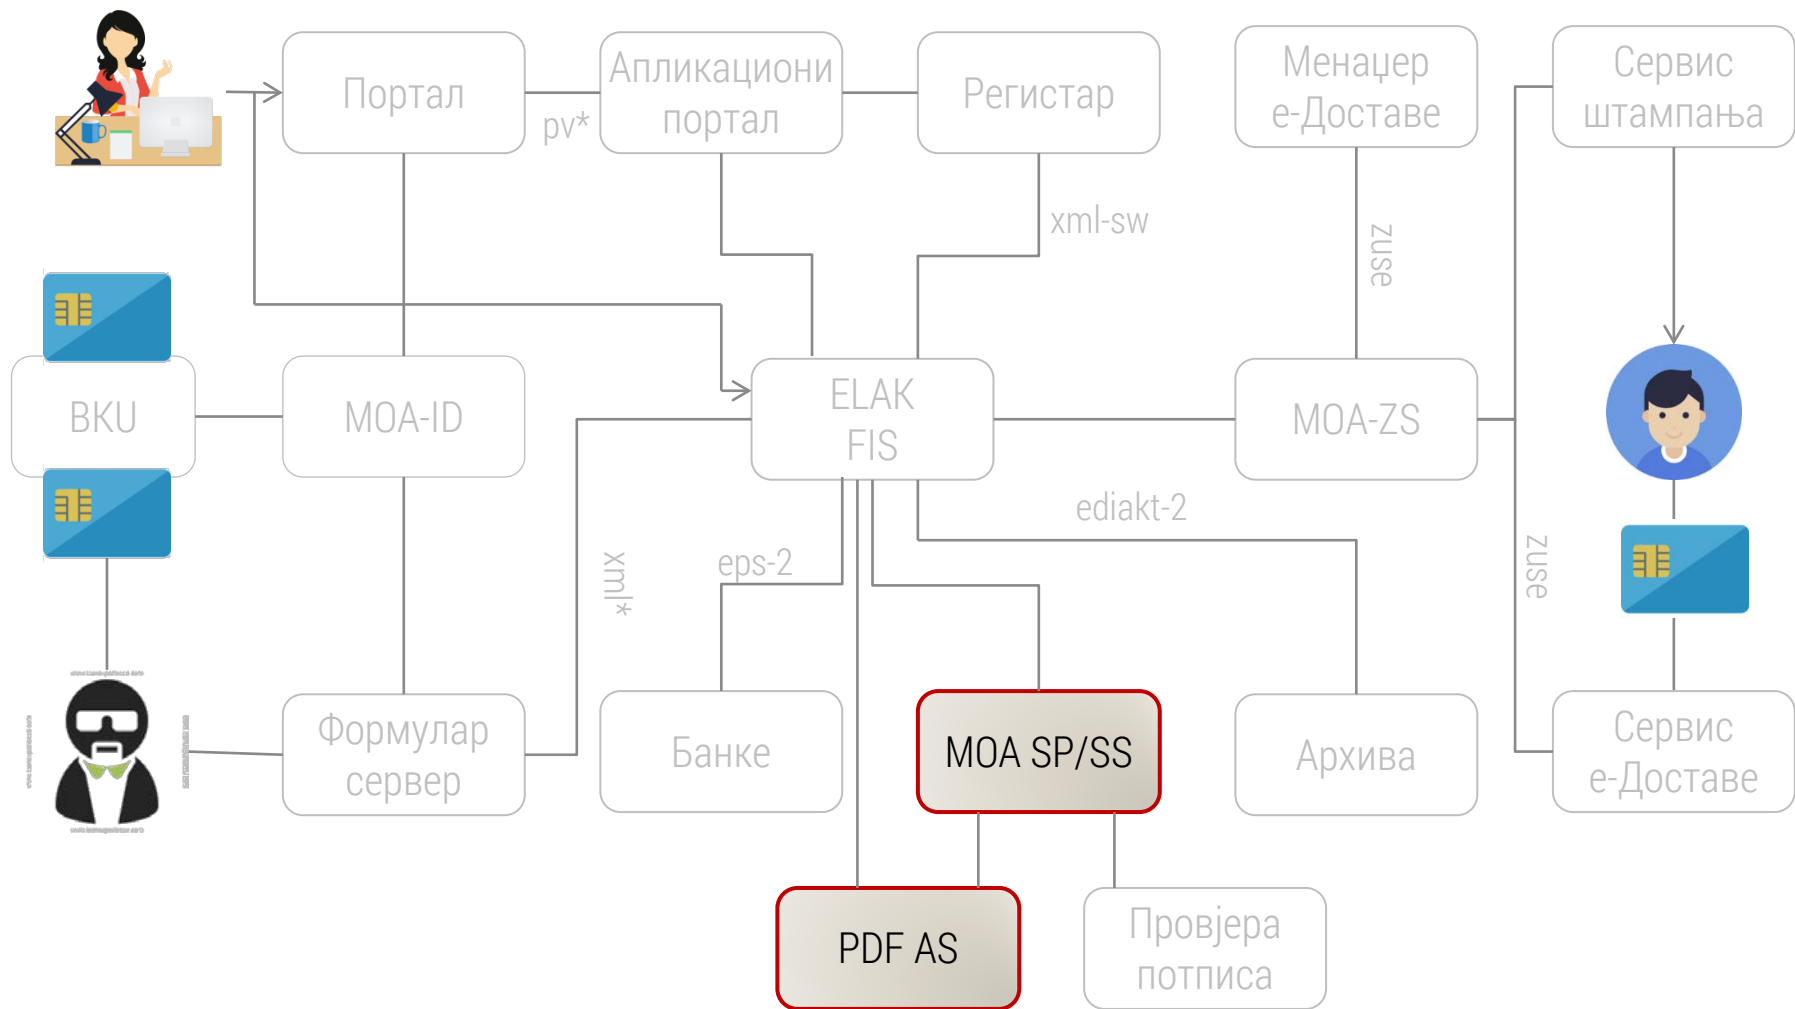 Портал
pv*
Апликациони
портал
Регистар
Менаџер
е-Доставе
Сервис
штампања
xml-sw
zuse
BKU
MOA-ID
ELAK
FIS
MOA-ZS
ediakt-2
eps-2
xml*
zuse
Формулар
сервер
Банке
MOA SP/SS
Архива
Сервис
е-Доставе
PDF AS
Провјера
потписа